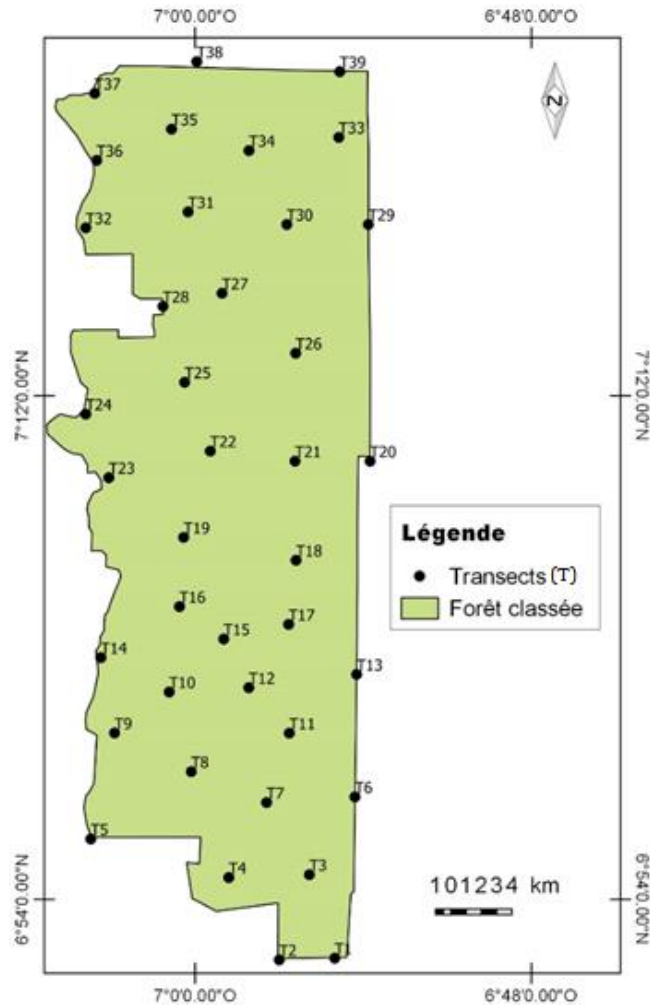 7°0'0.00"O 6°48'0.00"O
T38
T39
T37
T35
T33
T34
T36
T31
T30
T29
T32
T27
T28
T26
T25
7°12'0.00"N 7°12'0.00"N
T24
T22
T21
T20
T23
T19
T18
T16
T17
T15
T14
T13
T12
T10
T11
T9
T8
T6
T7
T5
T4
T3
T2
T1
N
Légende
Transects (T)
Forêt classée
101234 km
6°54'0.00"N 6°54'0.00"N
7°0'0.00"O 6°48'0.00"O